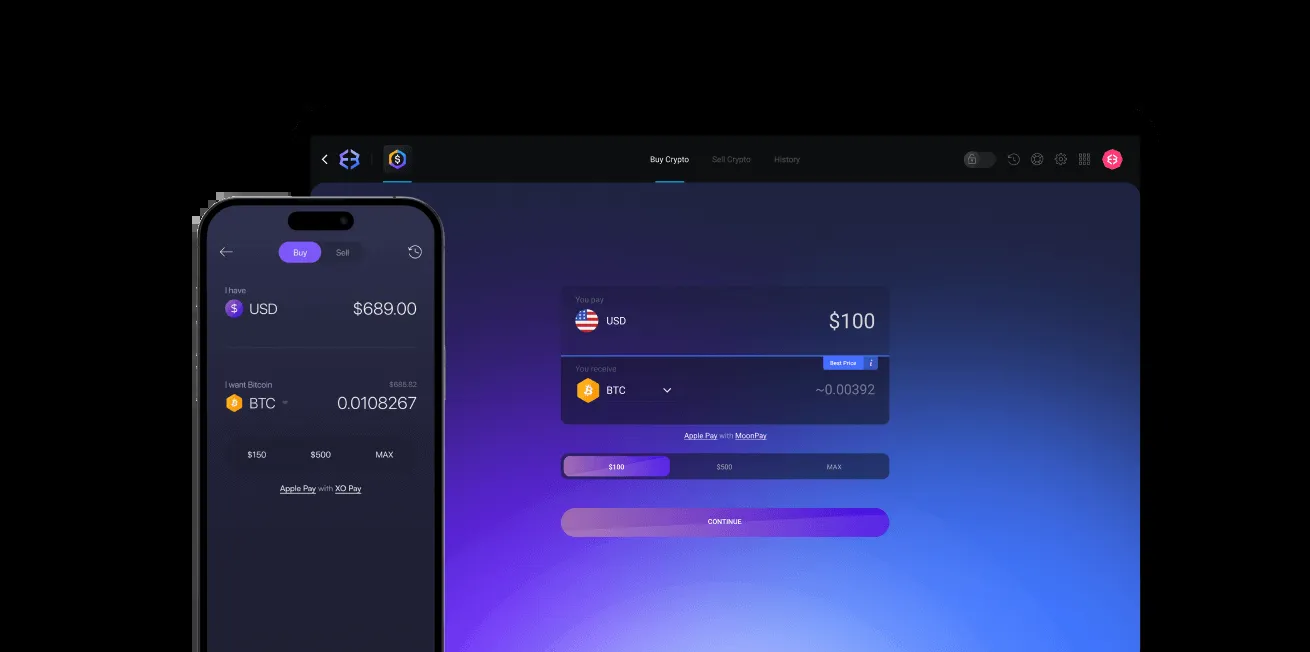 Buy Crypto Sell Crypto History
Buy Sell
I have
$ USD $689.00
I want Bitcoin $685.82
BTC 0.0108267
$150 $500 MAX
Apple Pay with XO Pay
You pay
USD $100
Best Price i
You receive
BTC ~0.00392
Apple Pay with MoonPay
$100 $500 MAX
CONTINUE